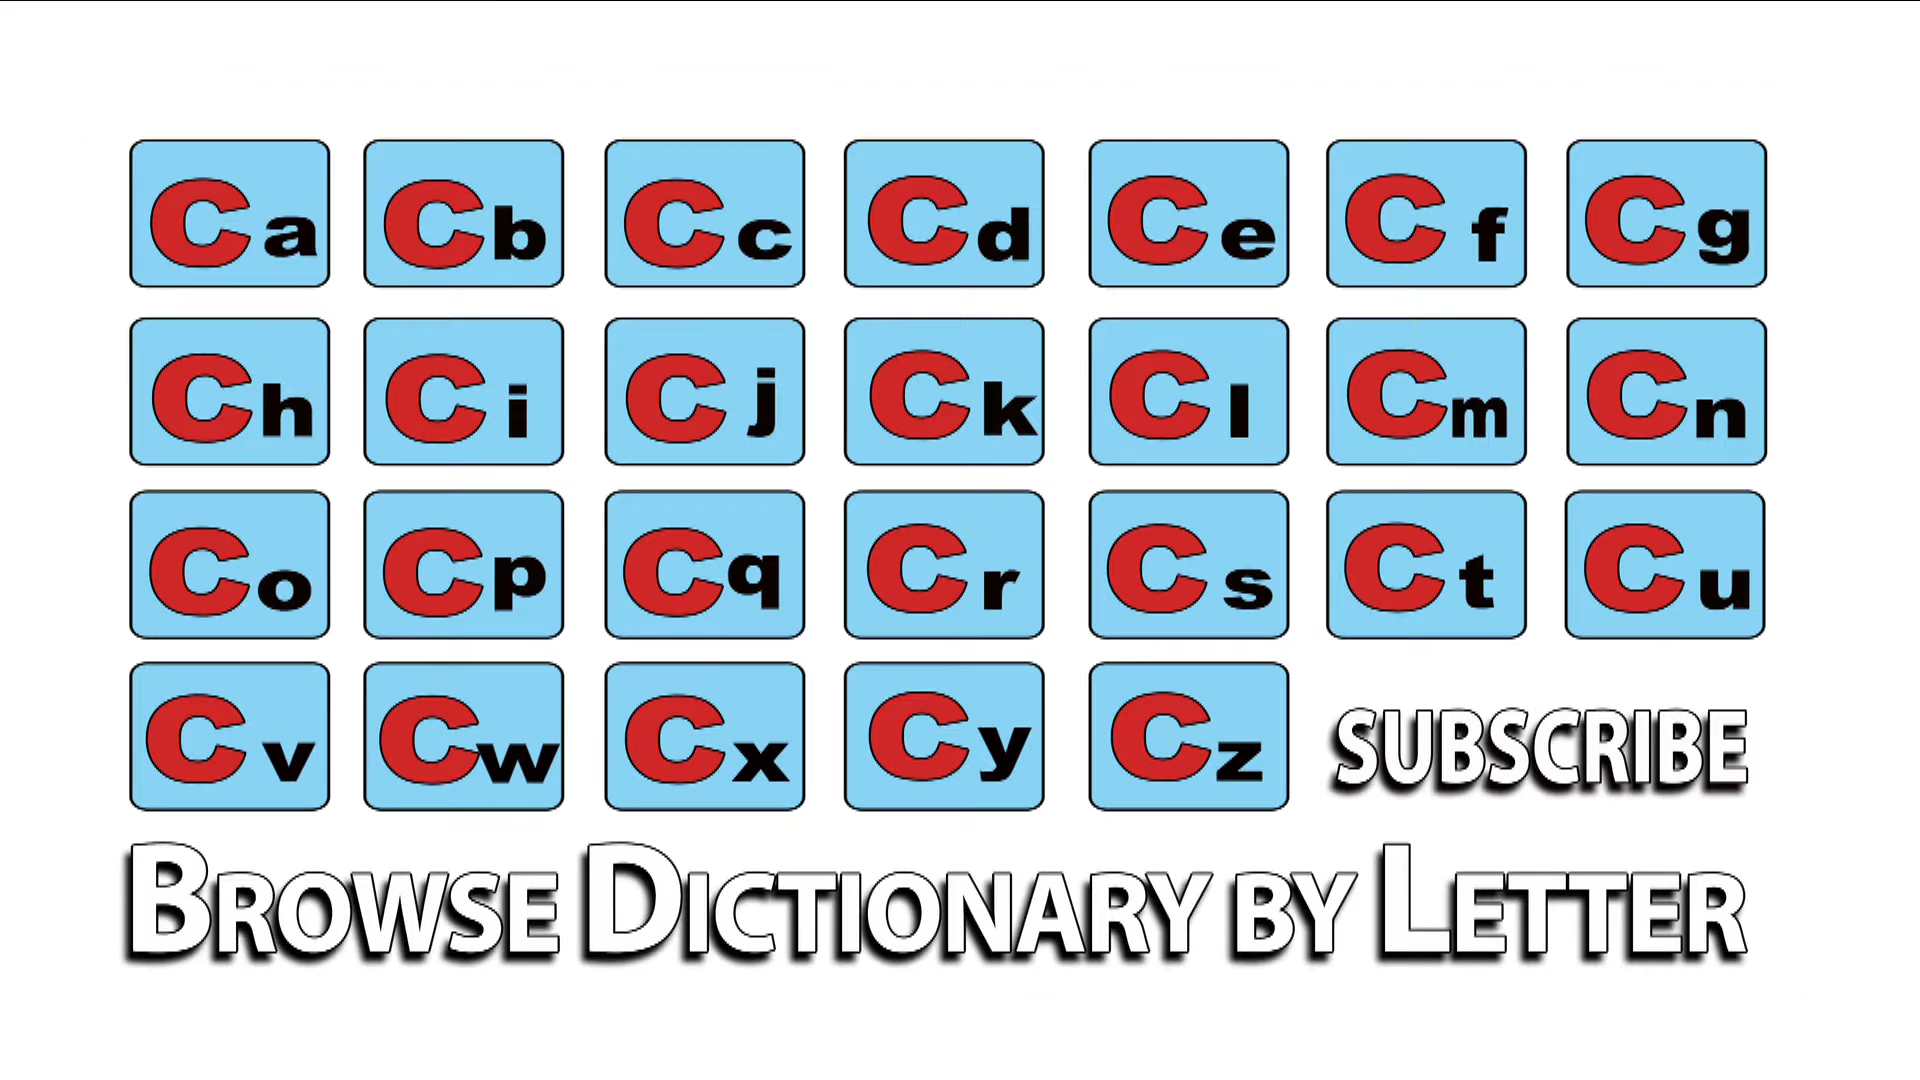 Ca Cb Cc Cd Ce Cf Cg
Ch Ci Cj Ck Cl Cm Cn
Co Cp Cq Cr Cs Ct Cu
Cv Cw Cx Cy Cz SUBSCRIBE
BROWSE DICTIONARY BY LETTER